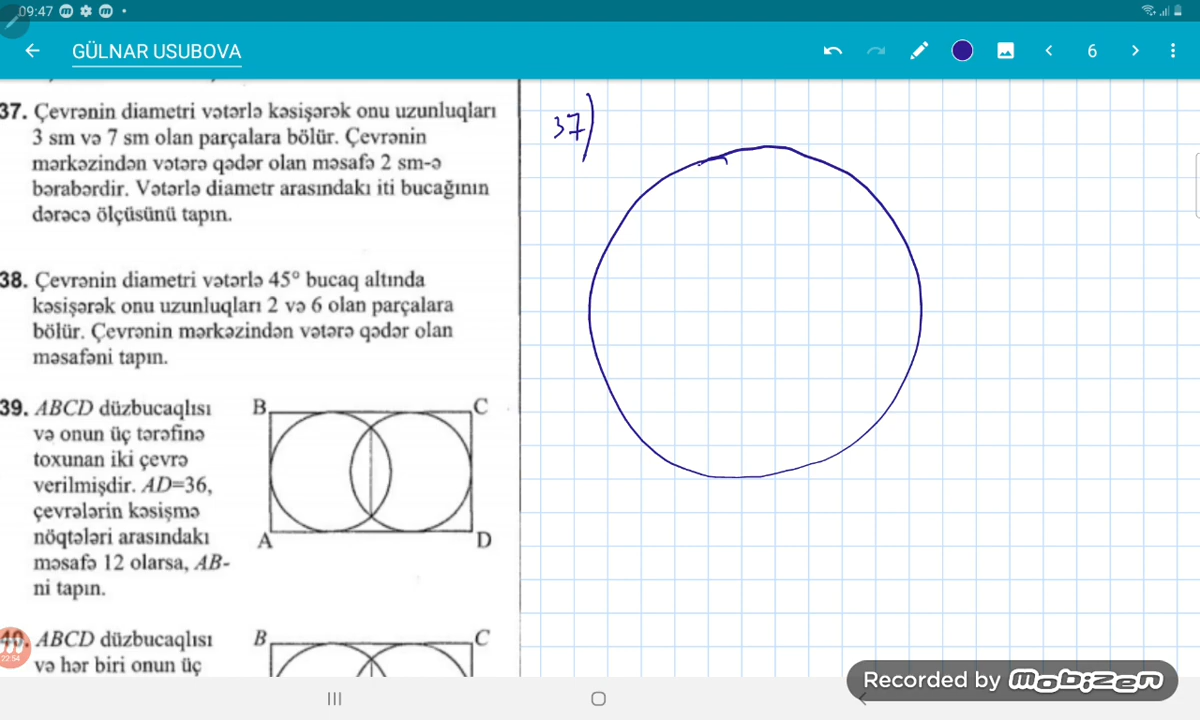 09:47
GÜLNAR USUBOVA
6
37. Çevrənin diametri vətərlə kəsişərək onu uzunluqları
3 sm və 7 sm olan parçalara bölür. Çevrənin
mərkəzindən vətərə qədər olan məsafə 2 sm-ə
bərabərdir. Vətərlə diametr arasındakı iti bucağının
dərəcə ölçüsünü tapın.
38. Çevrənin diametri vətərlə 45° bucaq altında
kəsişərək onu uzunluqları 2 və 6 olan parçalara
bölür. Çevrənin mərkəzindən vətərə qədər olan
məsafəni tapın.
39. ABCD düzbucaqlısı
və onun üç tərəfinə
toxunan iki çevrə
verilmişdir. AD=36,
çevrələrin kəsişmə
nöqtələri arasındakı
məsafə 12 olarsa, AB-
ni tapın.
B C
A D
40. ABCD düzbucaqlısı
və hər biri onun üç
B C
22:54
37)
Recorded by mobizen